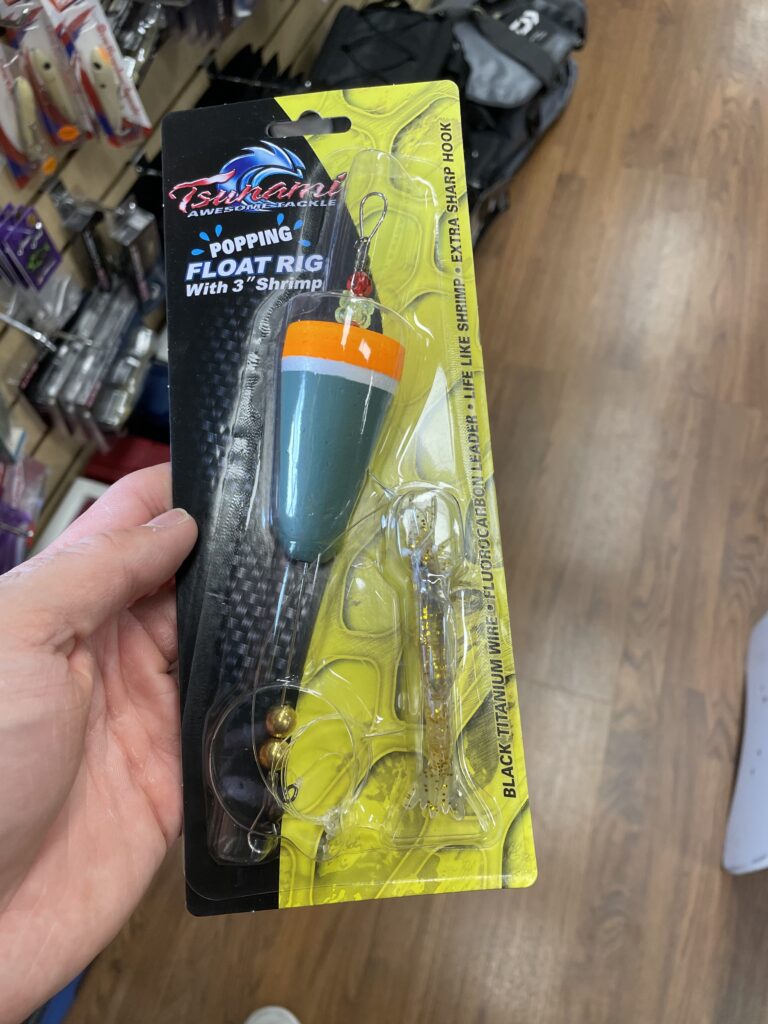 Tsunami
AWESOME TACKLE
POPPING
FLOAT RIG
With 3" Shrimp
BLACK TITANIUM WIRE • FLUOROCARBON LEADER • LIFE LIKE SHRIMP • EXTRA SHARP HOOK